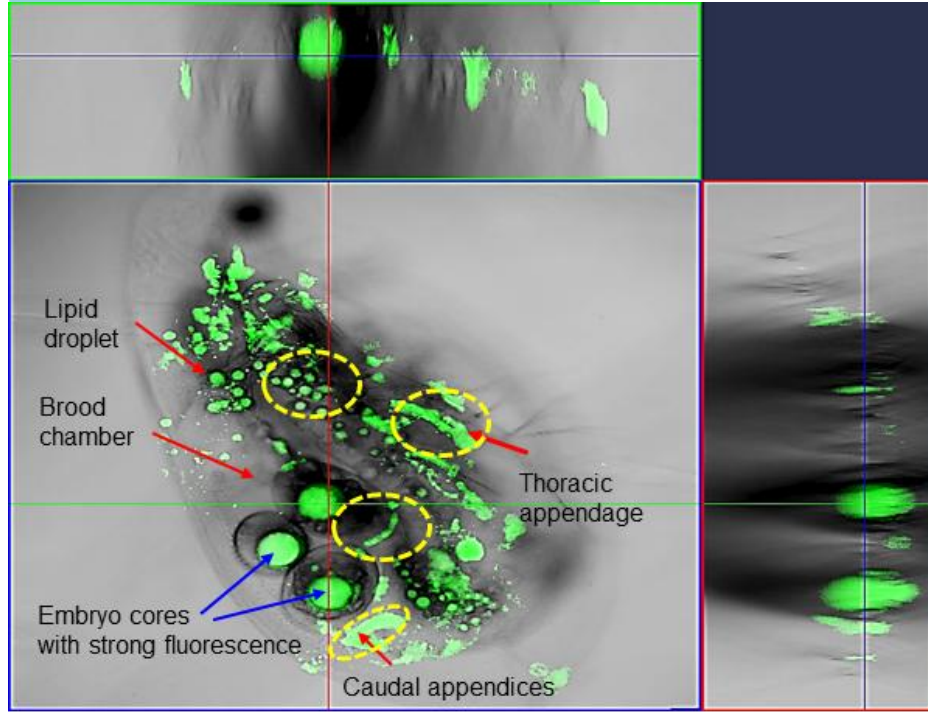 Lipid
droplet
Brood
chamber
Thoracic
appendage
Embryo cores
with strong fluorescence
Caudal appendices